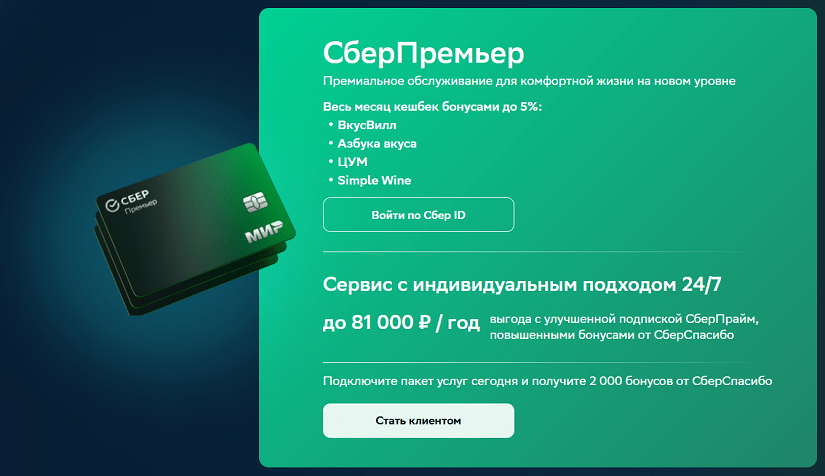 СберПремьер
Премиальное обслуживание для комфортной жизни на новом уровне
Весь месяц кешбек бонусами до 5%:
• ВкусВилл
• Азбука вкуса
• ЦУМ
• Simple Wine
СБЕР
Премьер
МИР
Войти по Сбер ID
Сервис с индивидуальным подходом 24/7
до 81 000 ₽ / год
выгода с улучшенной подпиской СберПрайм,
повышенными бонусами от СберСпасибо
Подключите пакет услуг сегодня и получите 2 000 бонусов от СберСпасибо
Стать клиентом